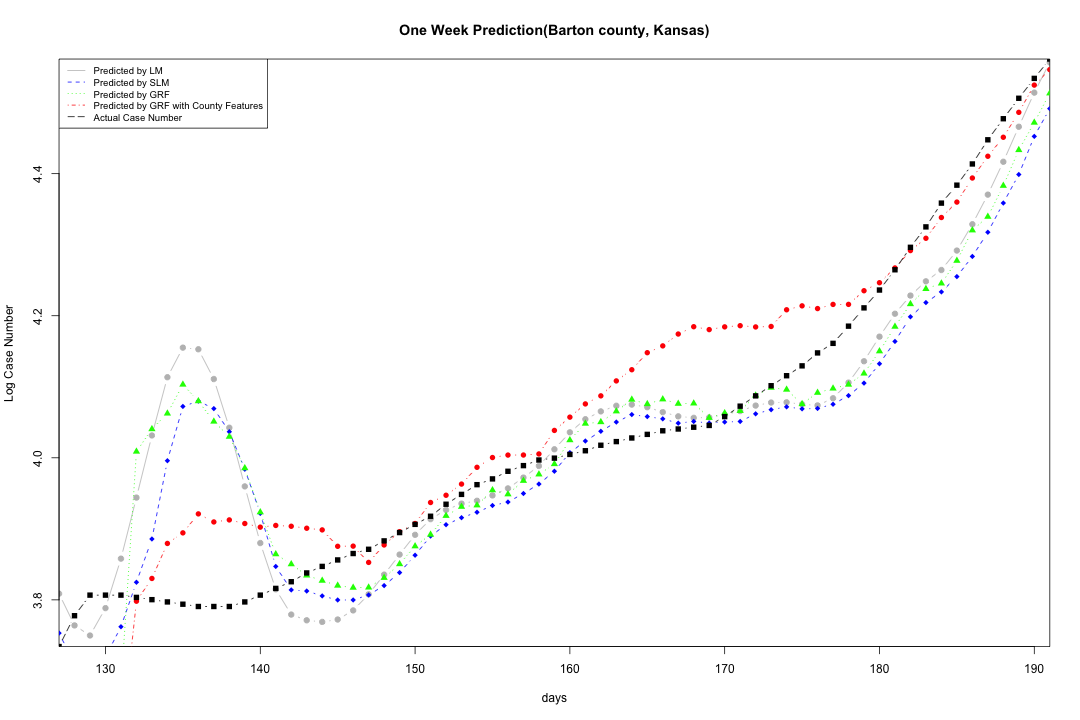 One Week Prediction(Barton county, Kansas)
Predicted by LM
Predicted by SLM
Predicted by GRF
Predicted by GRF with County Features
Actual Case Number
Log Case Number
4.4
4.2
4.0
3.8
130 140 150 160 170 180 190
days